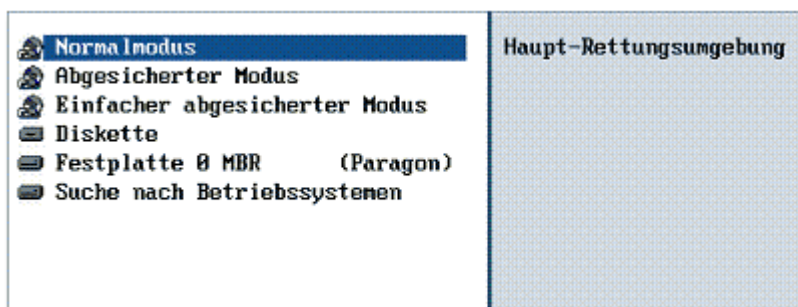 Normalmodus
Abgesicherter Modus
Einfacher abgesicherter Modus
Diskette
Festplatte 0 MBR (Paragon)
Suche nach Betriebssystemen
Haupt-Rettungsumgebung